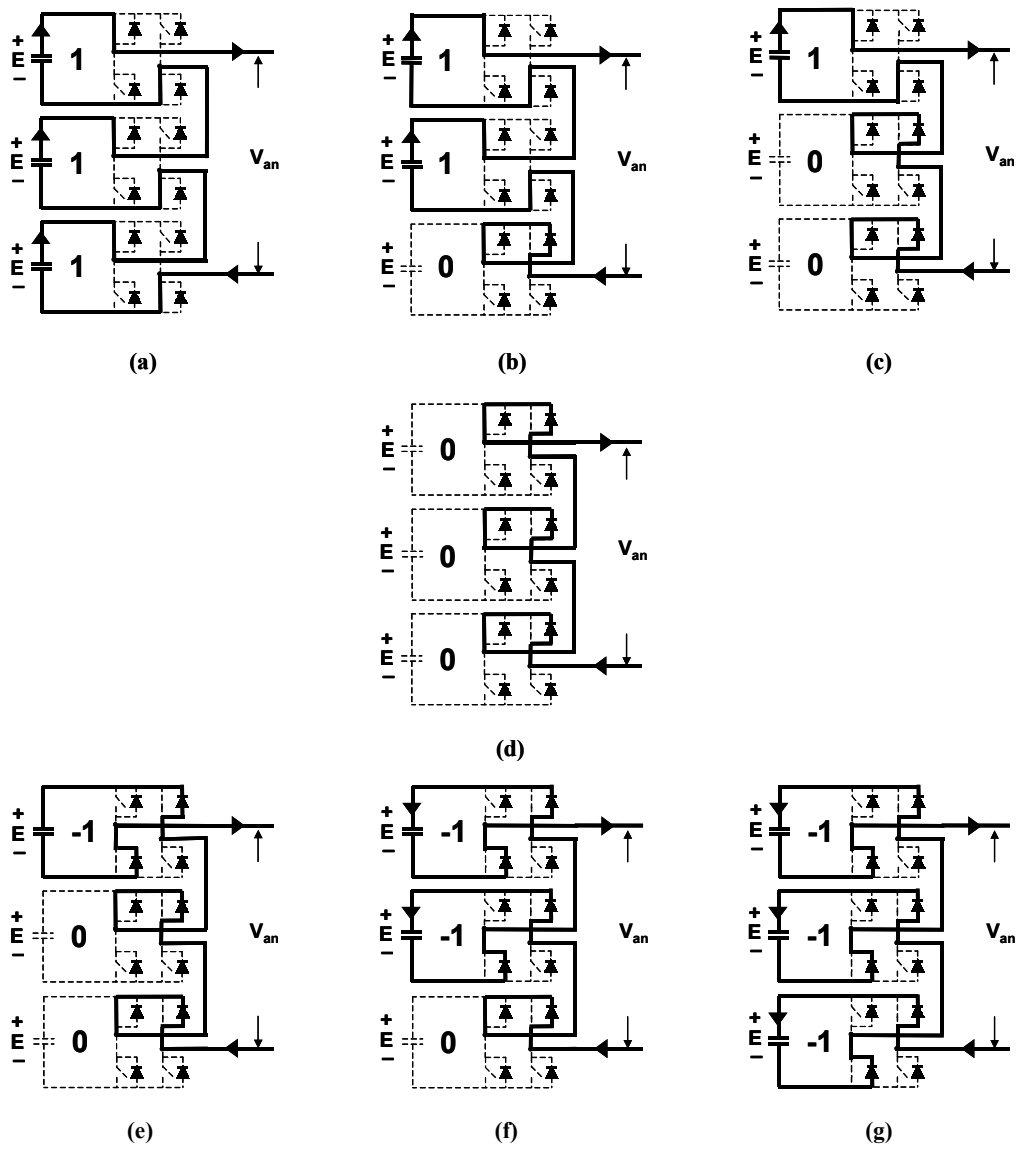 +
E 1
−
+
E 1 V_an
−
+
E 1
−
(a)
+
E 1
−
+
E 1 V_an
−
+
E 0
−
(b)
+
E 1
−
+
E 0 V_an
−
+
E 0
−
(c)
+
E 0
−
+
E 0 V_an
−
+
E 0
−
(d)
+
E -1
−
+
E 0 V_an
−
+
E 0
−
(e)
+
E -1
−
+
E -1 V_an
−
+
E 0
−
(f)
+
E -1
−
+
E -1 V_an
−
+
E -1
−
(g)